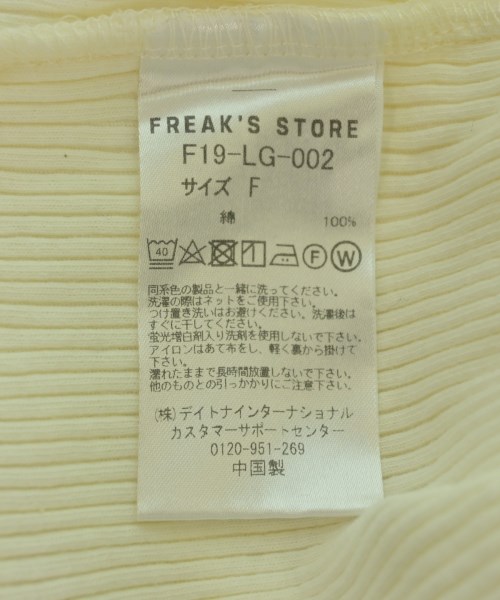 FREAK'S STORE
F19-LG-002
サイズ F
綿 100%
40 F W
同系色の製品と一緒に洗ってください。
洗濯の際はネットをご使用下さい。
つけ置き洗いはお避けください。洗濯後は
すぐに干してください。
蛍光増白剤入り洗剤を使用しないで下さい。
アイロンはあて布をし、軽く裏から掛けて
下さい。
濡れたままで長時間放置しないで下さい。
他のものとの引っかかりにご注意下さい。
(株)デイトナインターナショナル
カスタマーサポートセンター
0120-951-269
中国製